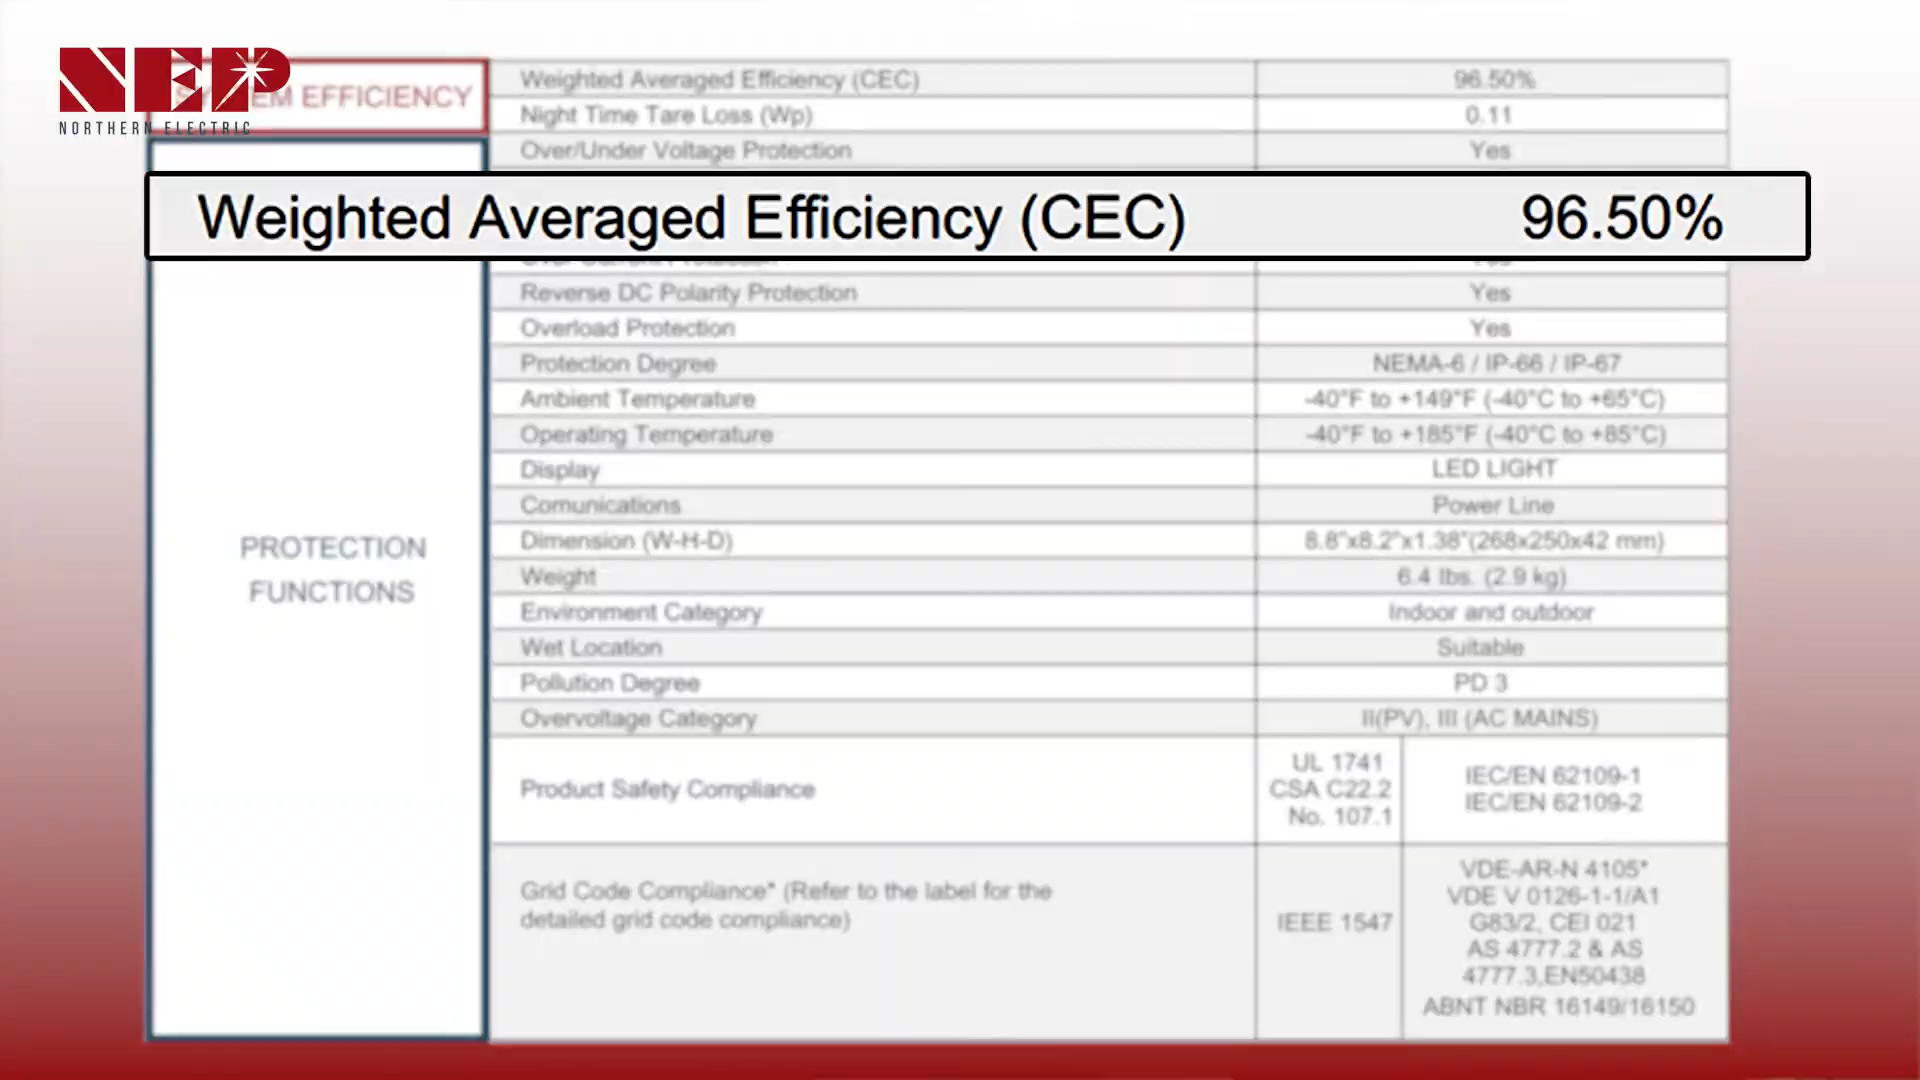 NEP
NORTHERN ELECTRIC
SYSTEM EFFICIENCY
Weighted Averaged Efficiency (CEC) 96.50%
Night Time Tare Loss (Wp) 0.11
Over/Under Voltage Protection Yes
Weighted Averaged Efficiency (CEC) 96.50%
Over Current Protection Yes
Reverse DC Polarity Protection Yes
Overload Protection Yes
Protection Degree NEMA-6 / IP-66 / IP-67
Ambient Temperature -40°F to +149°F (-40°C to +65°C)
Operating Temperature -40°F to +185°F (-40°C to +85°C)
Display LED LIGHT
Comunications Power Line
Dimension (W-H-D) 8.8"x8.2"x1.38"(268x250x42 mm)
PROTECTION
FUNCTIONS
Weight 6.4 lbs. (2.9 kg)
Environment Category Indoor and outdoor
Wet Location Suitable
Pollution Degree PD 3
Overvoltage Category II(PV), III (AC MAINS)
Product Safety Compliance
UL 1741
CSA C22.2
No. 107.1
IEC/EN 62109-1
IEC/EN 62109-2
Grid Code Compliance* (Refer to the label for the
detailed grid code compliance)
IEEE 1547
VDE-AR-N 4105*
VDE V 0126-1-1/A1
G83/2, CEI 021
AS 4777.2 & AS
4777.3,EN50438
ABNT NBR 16149/16150